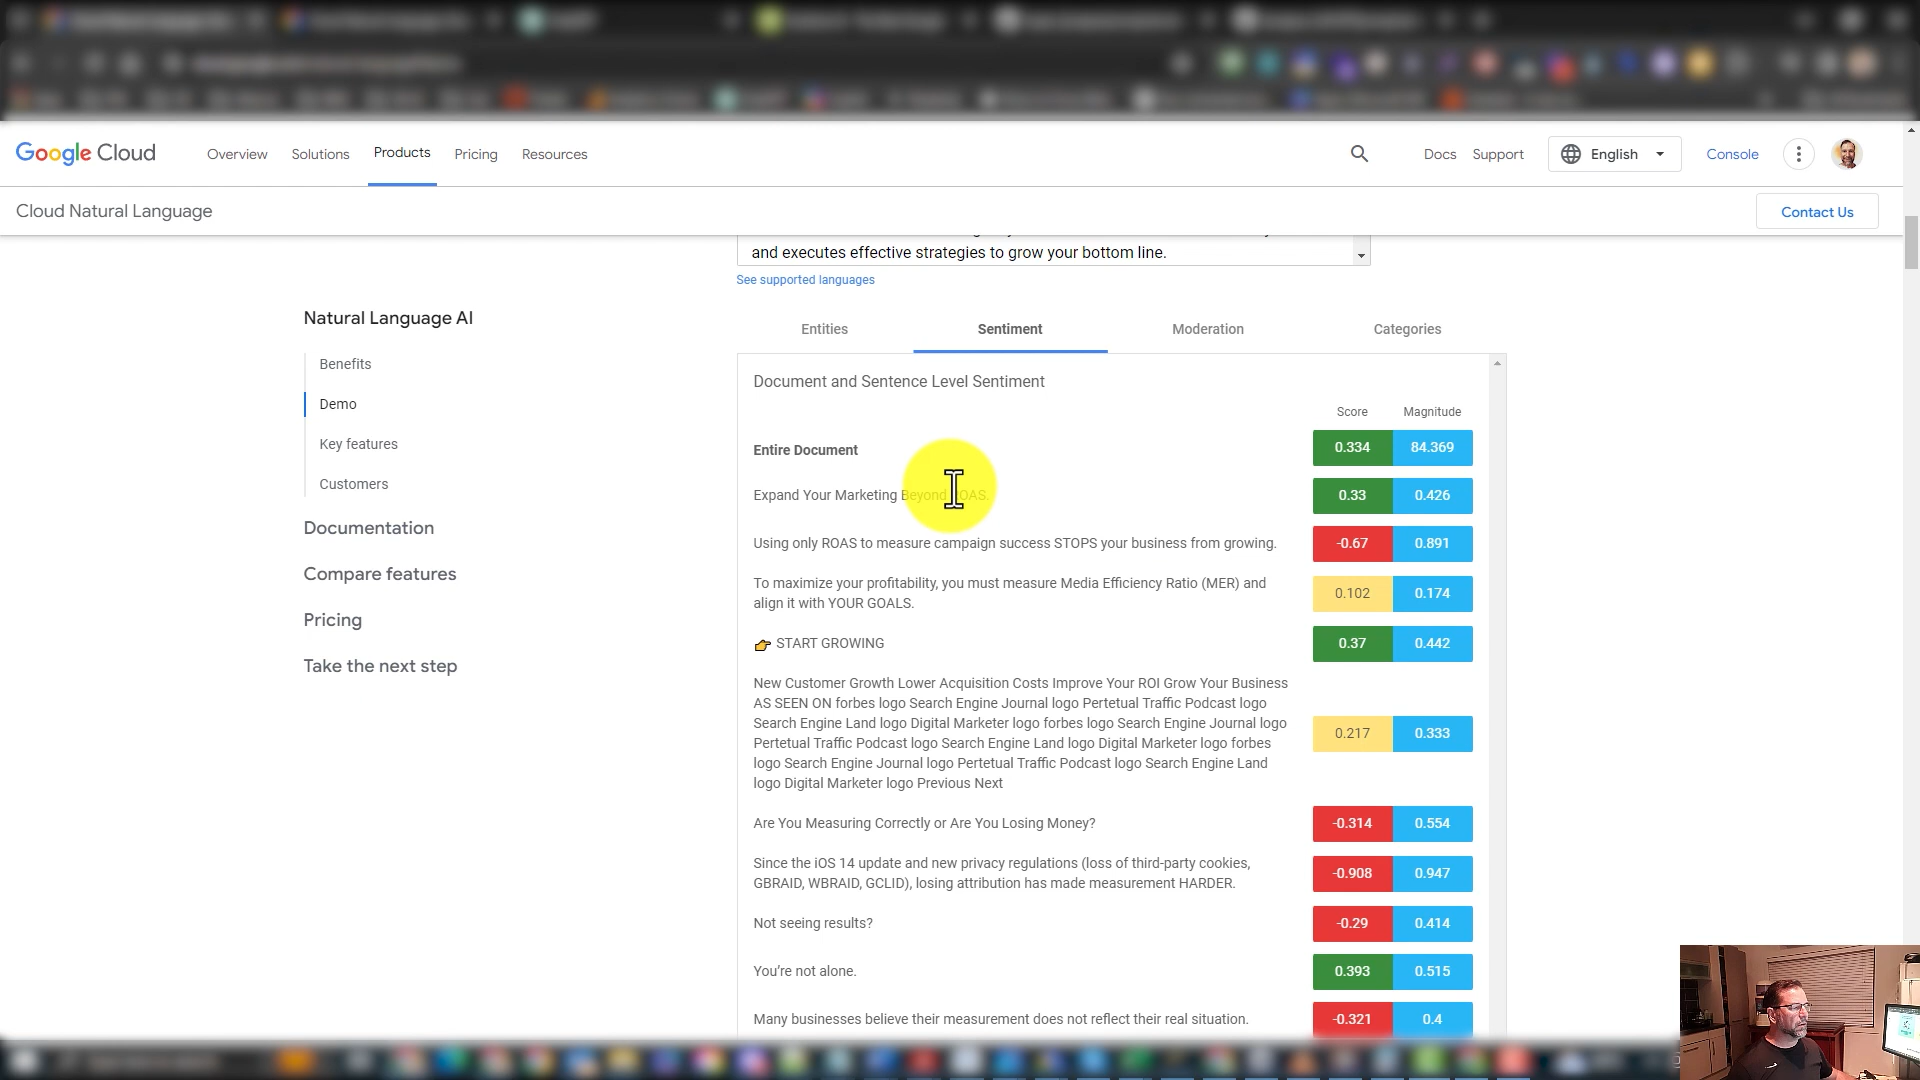 Google Cloud
Overview
Solutions
Products
Pricing
Resources
Docs
Support
English
Console
Cloud Natural Language
Contact Us
and executes effective strategies to grow your bottom line.
See supported languages
Natural Language AI
Benefits
Demo
Key features
Customers
Documentation
Compare features
Pricing
Take the next step
Entities
Sentiment
Moderation
Categories
Document and Sentence Level Sentiment
Score Magnitude
Entire Document 0.334 84.369
Expand Your Marketing Beyond ROAS. 0.33 0.426
Using only ROAS to measure campaign success STOPS your business from growing. -0.67 0.891
To maximize your profitability, you must measure Media Efficiency Ratio (MER) and
align it with YOUR GOALS. 0.102 0.174
👉 START GROWING 0.37 0.442
New Customer Growth Lower Acquisition Costs Improve Your ROI Grow Your Business
AS SEEN ON forbes logo Search Engine Journal logo Pertetual Traffic Podcast logo
Search Engine Land logo Digital Marketer logo forbes logo Search Engine Journal logo
Pertetual Traffic Podcast logo Search Engine Land logo Digital Marketer logo forbes
logo Search Engine Journal logo Pertetual Traffic Podcast logo Search Engine Land
logo Digital Marketer logo Previous Next 0.217 0.333
Are You Measuring Correctly or Are You Losing Money? -0.314 0.554
Since the iOS 14 update and new privacy regulations (loss of third-party cookies,
GBRAID, WBRAID, GCLID), losing attribution has made measurement HARDER. -0.908 0.947
Not seeing results? -0.29 0.414
You're not alone. 0.393 0.515
Many businesses believe their measurement does not reflect their real situation. -0.321 0.4